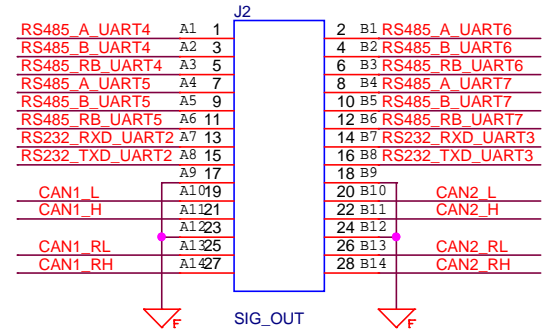 J2
RS485_A_UART4 A1 1 2 B1 RS485_A_UART6
RS485_B_UART4 A2 3 4 B2 RS485_B_UART6
RS485_RB_UART4 A3 5 6 B3 RS485_RB_UART6
RS485_A_UART5 A4 7 8 B4 RS485_A_UART7
RS485_B_UART5 A5 9 10 B5 RS485_B_UART7
RS485_RB_UART5 A6 11 12 B6 RS485_RB_UART7
RS232_RXD_UART2 A7 13 14 B7 RS232_RXD_UART3
RS232_TXD_UART2 A8 15 16 B8 RS232_TXD_UART3
A9 17 18 B9
CAN1_L A10 19 20 B10 CAN2_L
CAN1_H A11 21 22 B11 CAN2_H
A12 23 24 B12
CAN1_RL A13 25 26 B13 CAN2_RL
CAN1_RH A14 27 28 B14 CAN2_RH
F SIG_OUT F